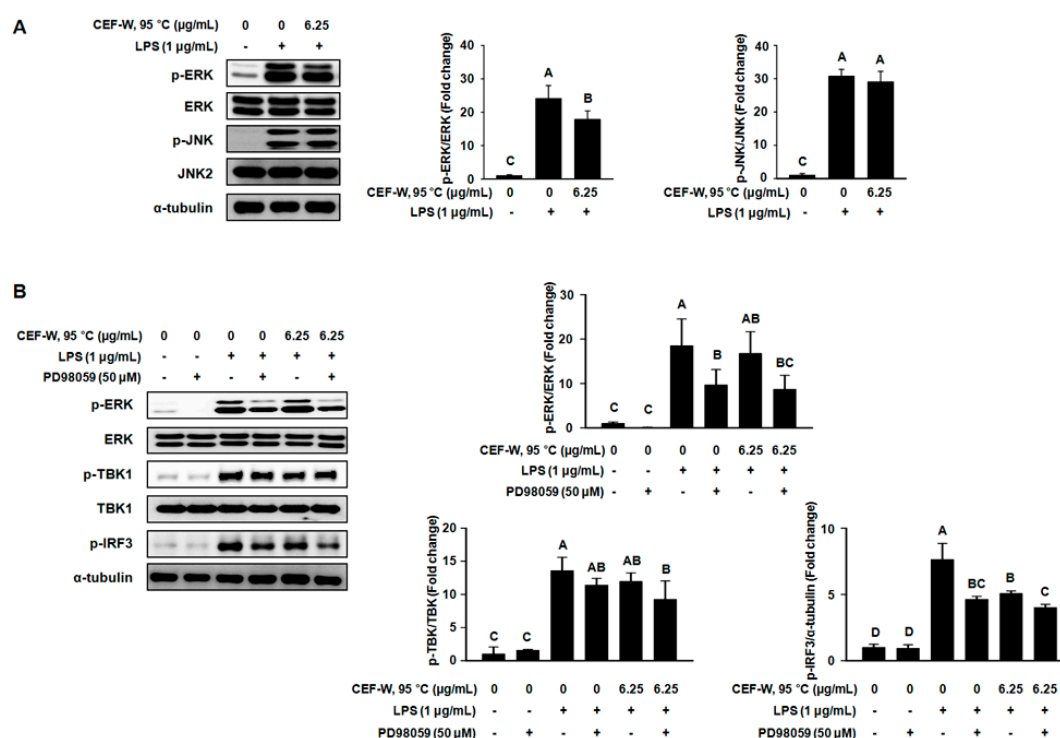 A
CEF-W, 95 °C (μg/mL) 0 0 6.25
LPS (1 μg/mL) - + +
p-ERK
ERK
p-JNK
JNK2
α-tubulin
p-ERK/ERK (Fold change)
40
30
20
10
0
C A B
CEF-W, 95 °C (μg/mL) 0 0 6.25
LPS (1 μg/mL) - + +
p-JNK/JNK (Fold change)
40
30
20
10
0
C A A
CEF-W, 95 °C (μg/mL) 0 0 6.25
LPS (1 μg/mL) - + +
B
CEF-W, 95 °C (μg/mL) 0 0 0 0 6.25 6.25
LPS (1 μg/mL) - - + + + +
PD98059 (50 μM) - + - + - +
p-ERK
ERK
p-TBK1
TBK1
p-IRF3
α-tubulin
p-ERK/ERK (Fold change)
30
20
10
0
C C A B AB BC
CEF-W, 95 °C (μg/mL) 0 0 0 0 6.25 6.25
LPS (1 μg/mL) - - + + + +
PD98059 (50 μM) - + - + - +
p-TBK/TBK (Fold change)
20
15
10
5
0
C C A AB AB B
CEF-W, 95 °C (μg/mL) 0 0 0 0 6.25 6.25
LPS (1 μg/mL) - - + + + +
PD98059 (50 μM) - + - + - +
p-IRF3/α-tubulin (Fold change)
10
5
0
D D A BC B C
CEF-W, 95 °C (μg/mL) 0 0 0 0 6.25 6.25
LPS (1 μg/mL) - - + + + +
PD98059 (50 μM) - + - + - +